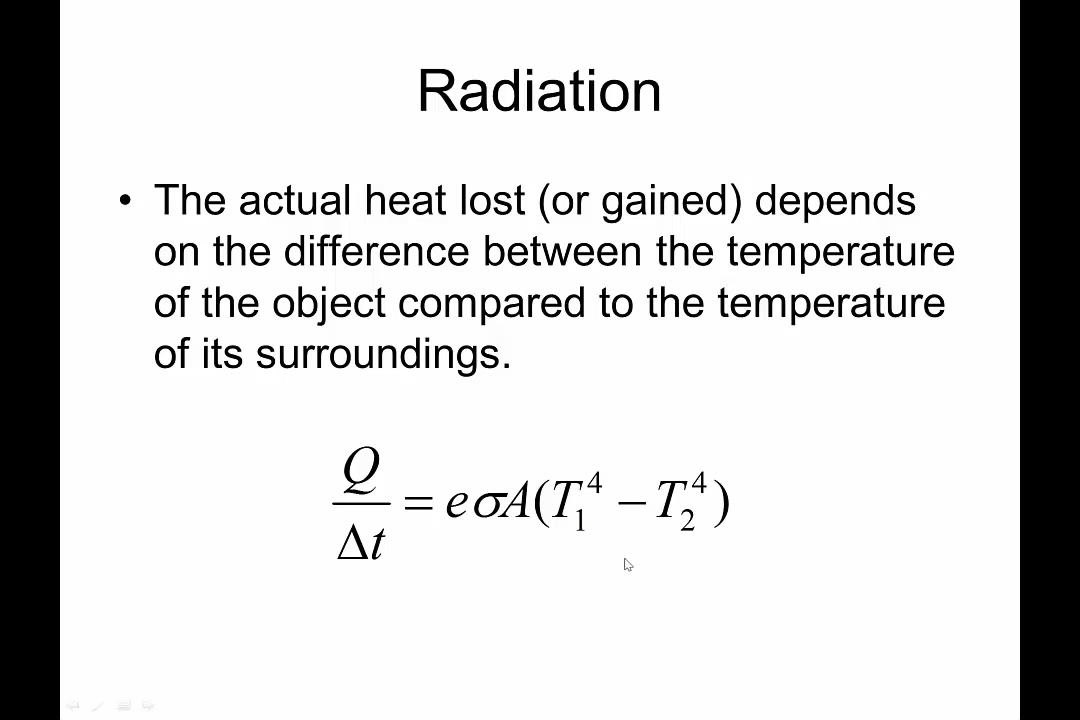 Radiation
• The actual heat lost (or gained) depends
on the difference between the temperature
of the object compared to the temperature
of its surroundings.
Q/Δt = eσA(T₁⁴ − T₂⁴)